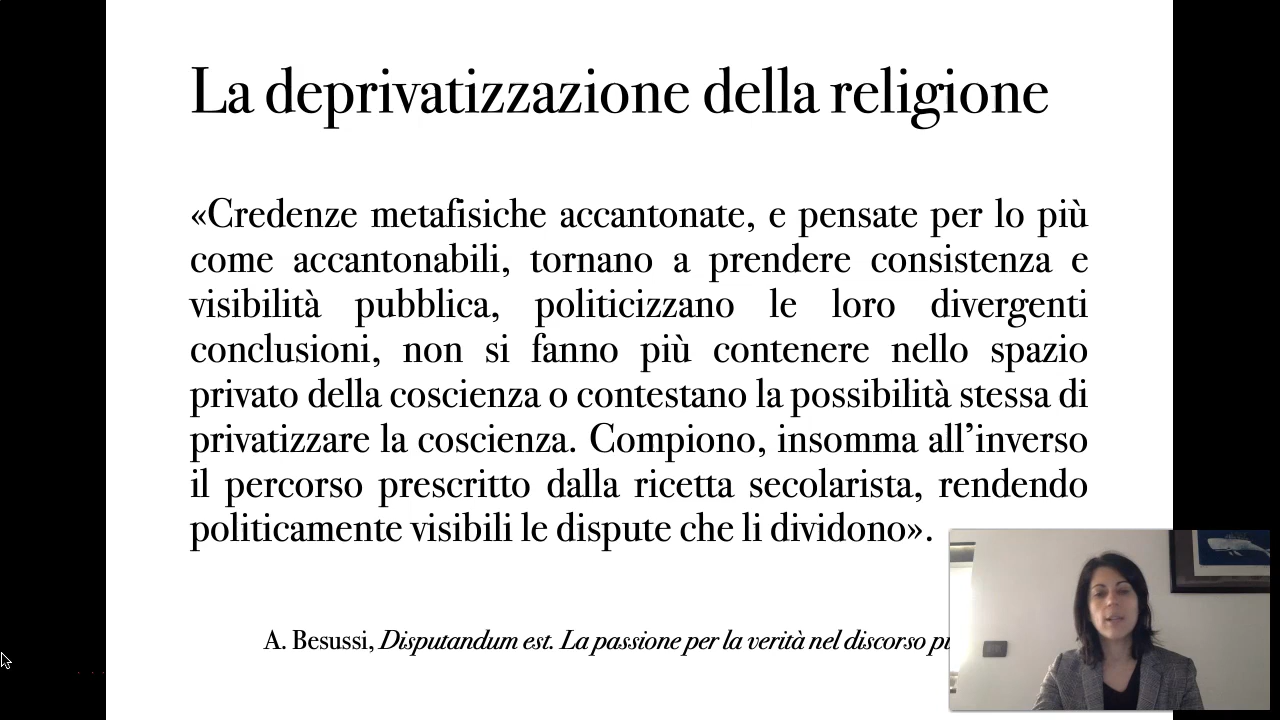 La deprivatizzazione della religione
«Credenze metafisiche accantonate, e pensate per lo più
come accantonabili, tornano a prendere consistenza e
visibilità pubblica, politicizzano le loro divergenti
conclusioni, non si fanno più contenere nello spazio
privato della coscienza o contestano la possibilità stessa di
privatizzare la coscienza. Compiono, insomma all’inverso
il percorso prescritto dalla ricetta secolarista, rendendo
politicamente visibili le dispute che li dividono».
A. Besussi, Disputandum est. La passione per la verità nel discorso